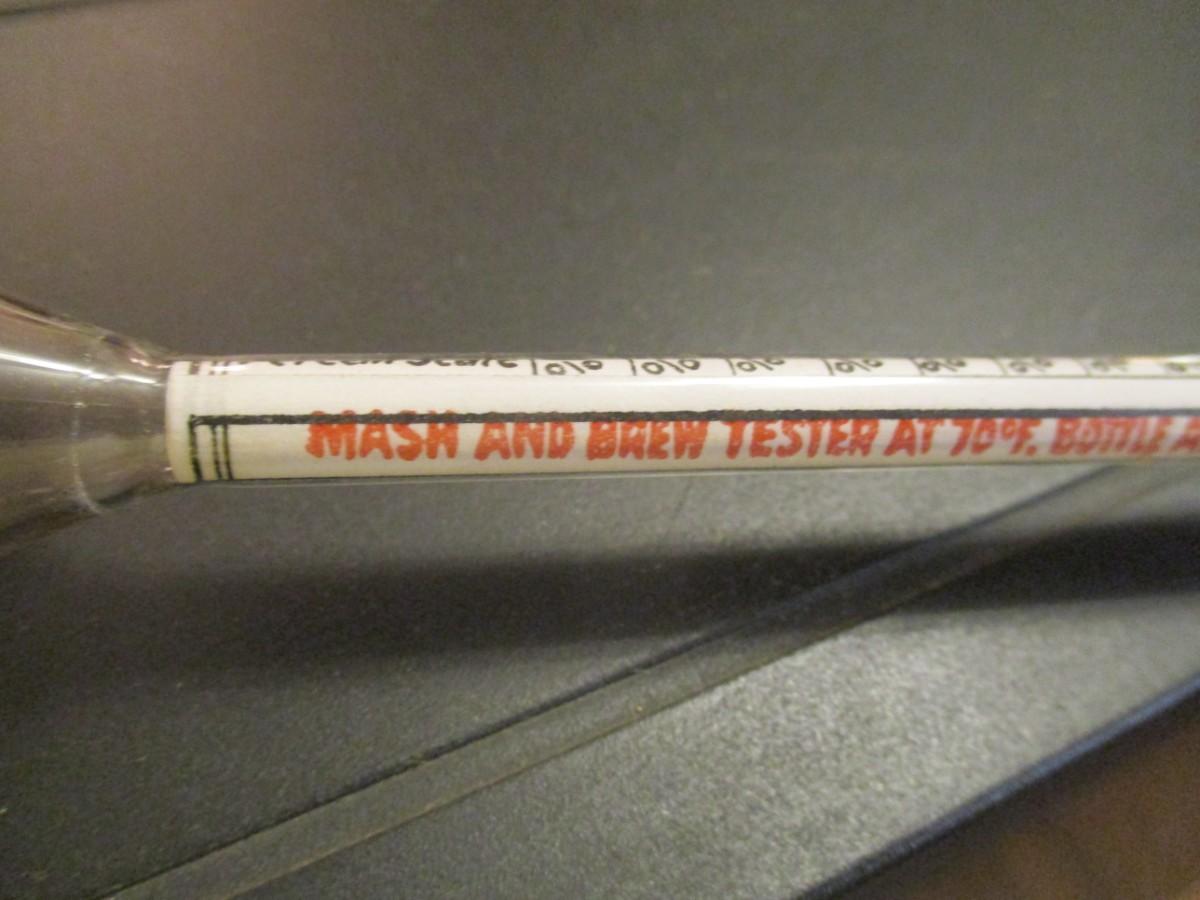 % % % % % % % %
MASH AND BREW TESTER AT 70°F. BOTTLE